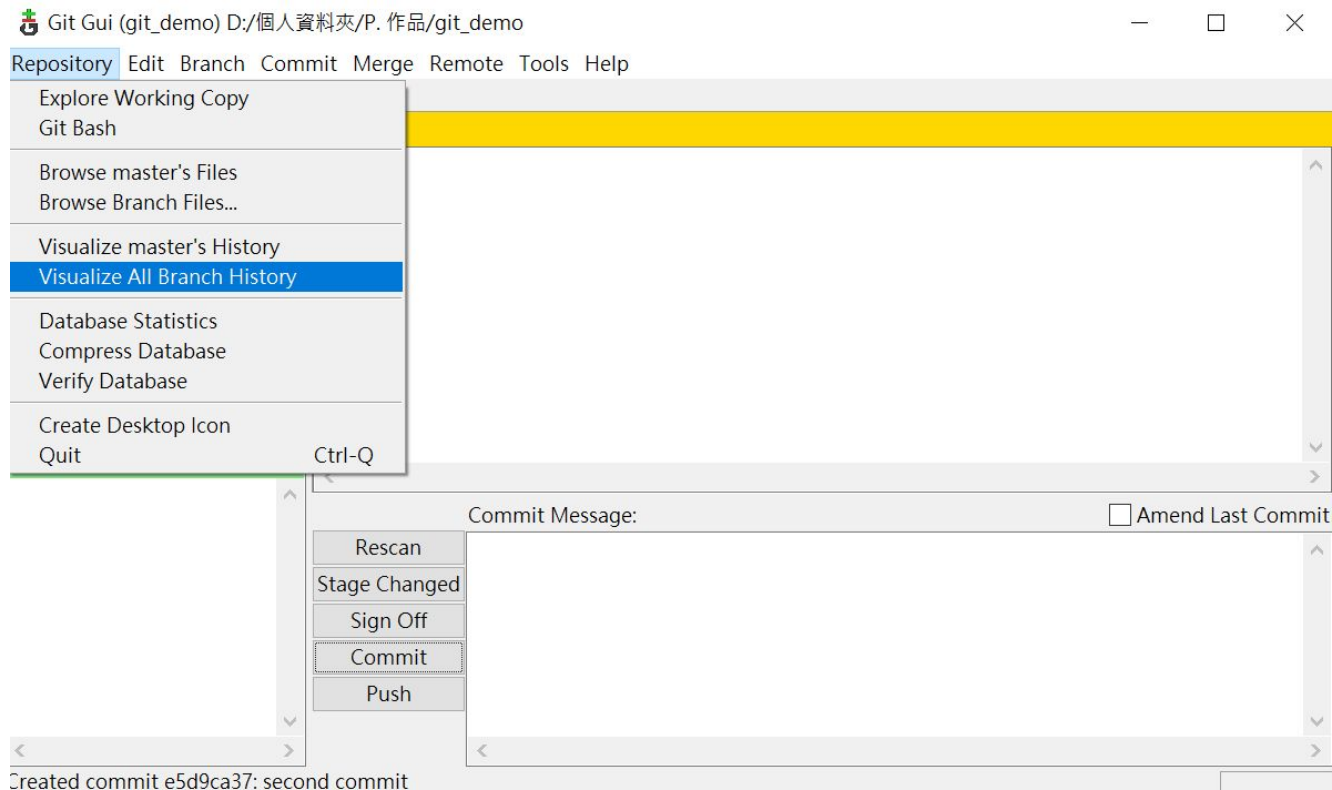 Git Gui (git_demo) D:/個人資料夾/P. 作品/git_demo
Repository Edit Branch Commit Merge Remote Tools Help
Explore Working Copy
Git Bash
Browse master's Files
Browse Branch Files...
Visualize master's History
Visualize All Branch History
Database Statistics
Compress Database
Verify Database
Create Desktop Icon
Quit Ctrl-Q
Commit Message: Amend Last Commit
Rescan
Stage Changed
Sign Off
Commit
Push
Created commit e5d9ca37: second commit